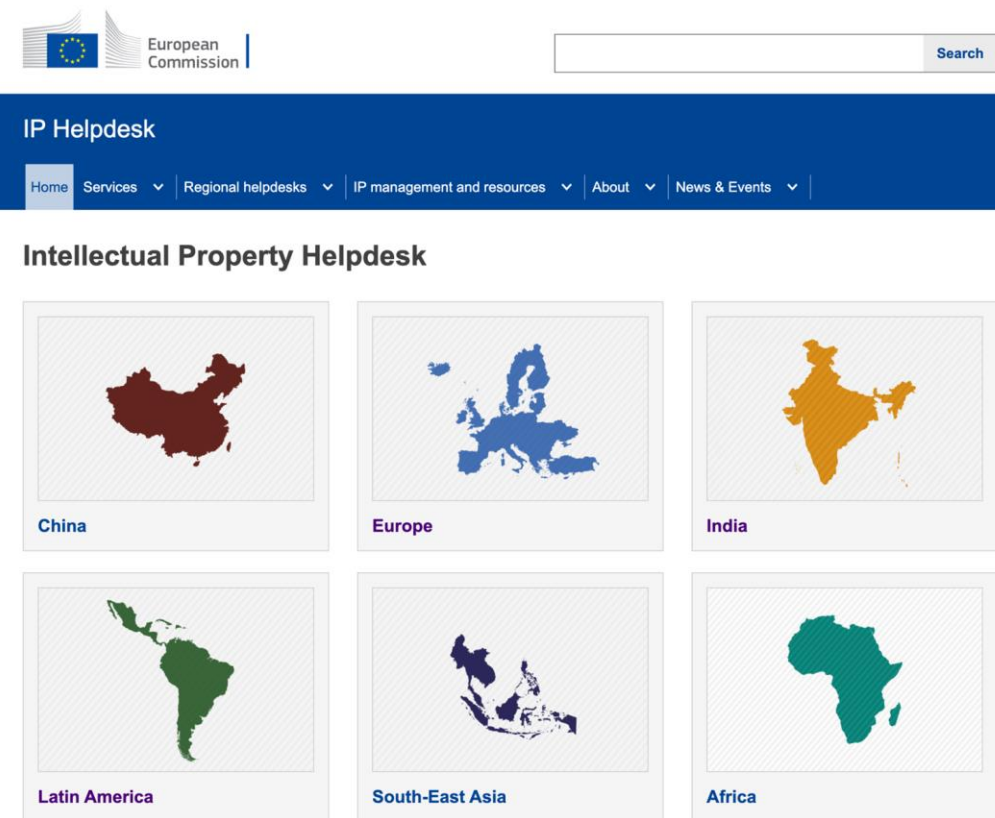 European
Commission
Search
IP Helpdesk
Home Services Regional helpdesks IP management and resources About News & Events
Intellectual Property Helpdesk
China Europe India
Latin America South-East Asia Africa